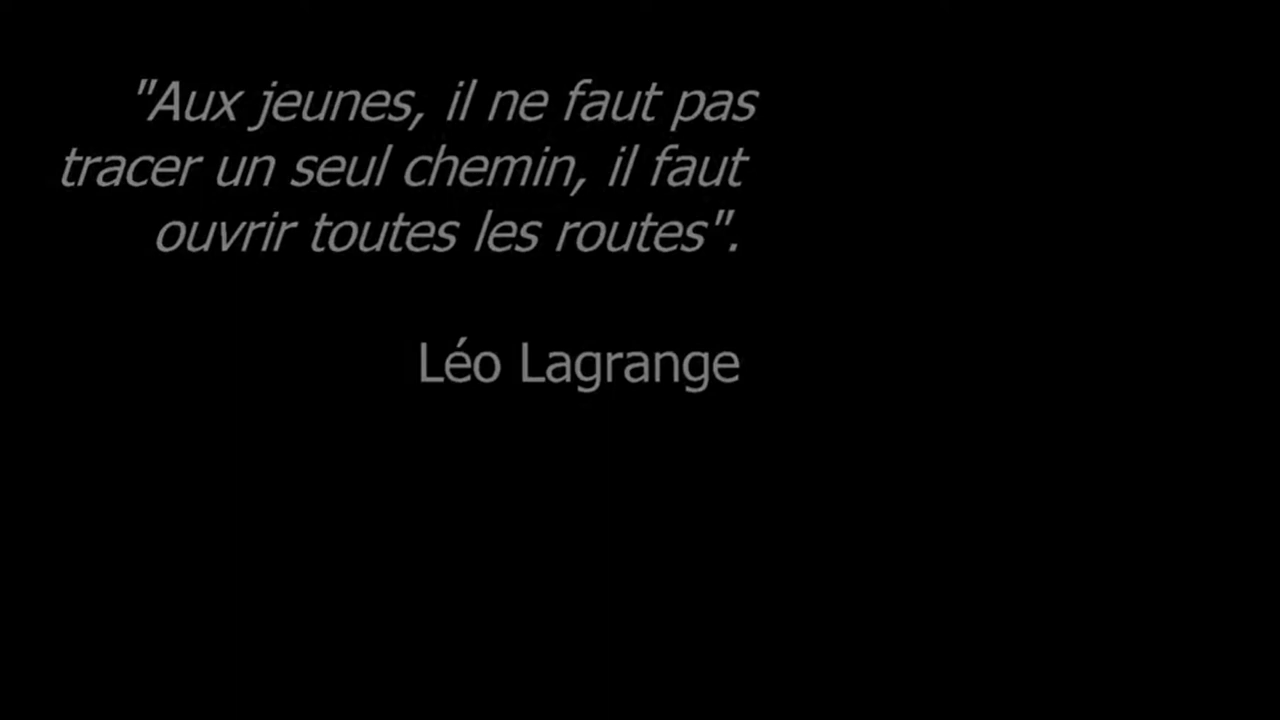 "Aux jeunes, il ne faut pas
tracer un seul chemin, il faut
ouvrir toutes les routes".
Léo Lagrange